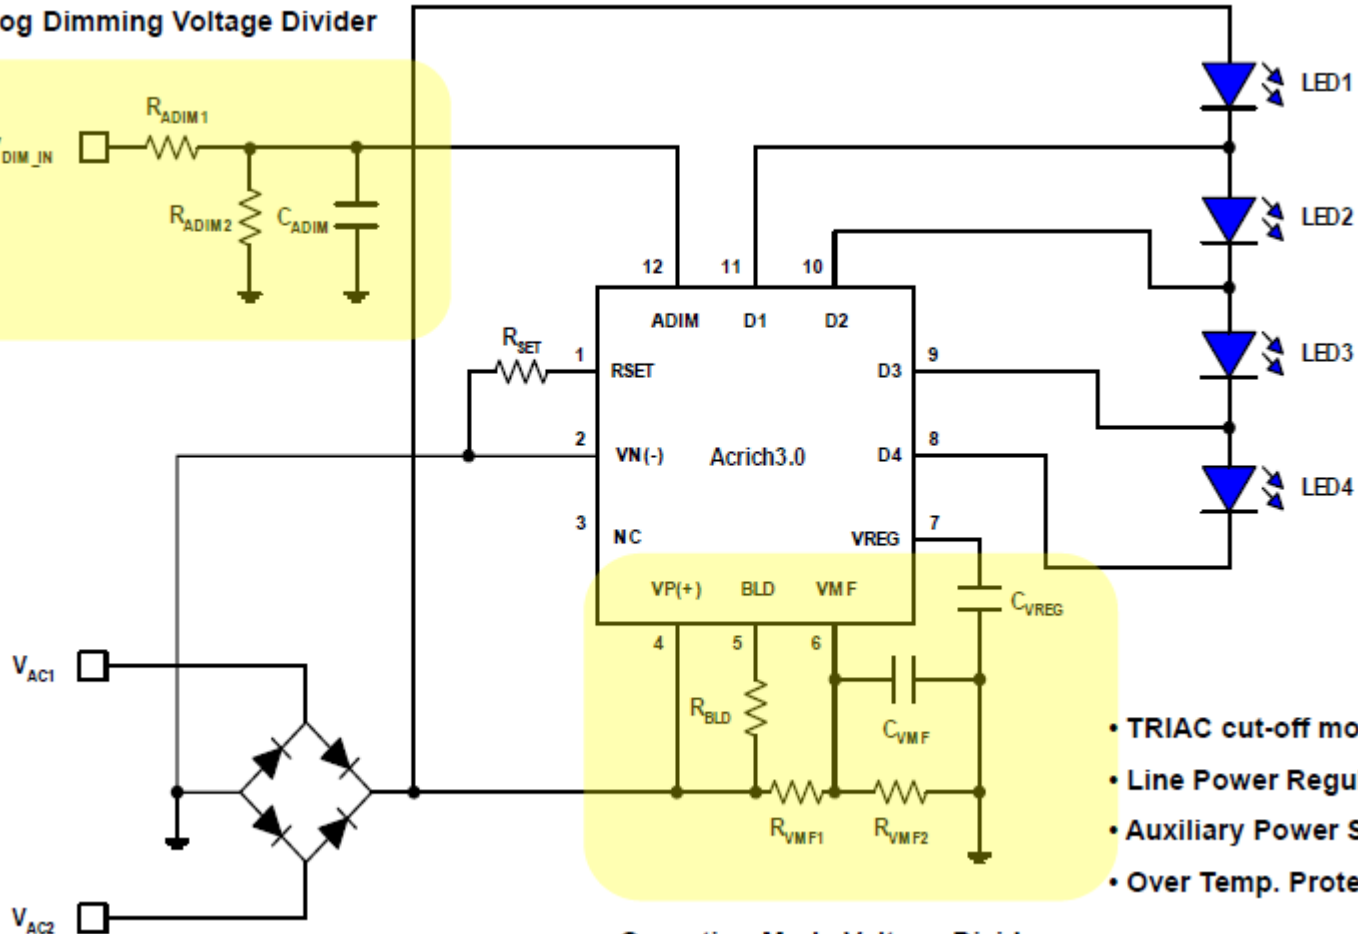 og Dimming Voltage Divider
RADIM1
DIM_IN
RADIM2
CADIM
LED1
LED2
LED3
LED4
12
11
10
ADIM
D1
D2
RSET
1
RSET
D3
9
2
VN(-)
Acrich3.0
D4
8
3
NC
VREG
7
VP(+)
BLD
VMF
CVREG
4
5
6
VAC1
RBLD
CVMF
RVMF1
RVMF2
VAC2
• TRIAC cut-off mo
• Line Power Regu
• Auxiliary Power S
• Over Temp. Prote